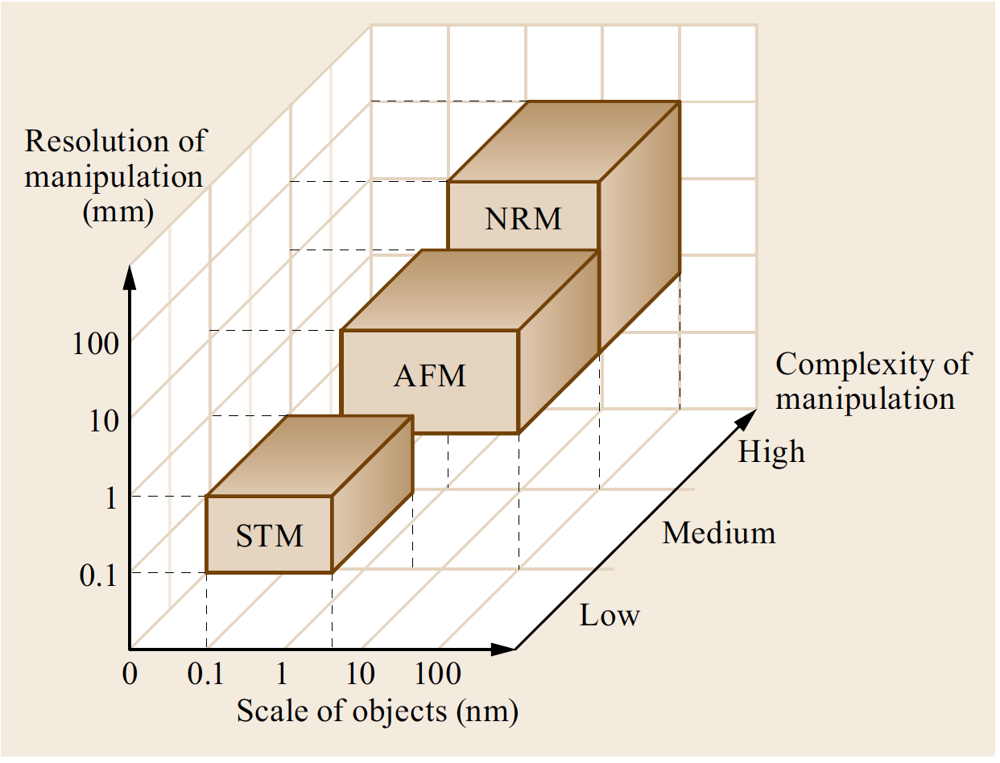 Resolution of
manipulation
(mm)
NRM
AFM
STM
100
10
1
0.1
Complexity of
manipulation
High
Medium
Low
0 0.1 1 10 100
Scale of objects (nm)